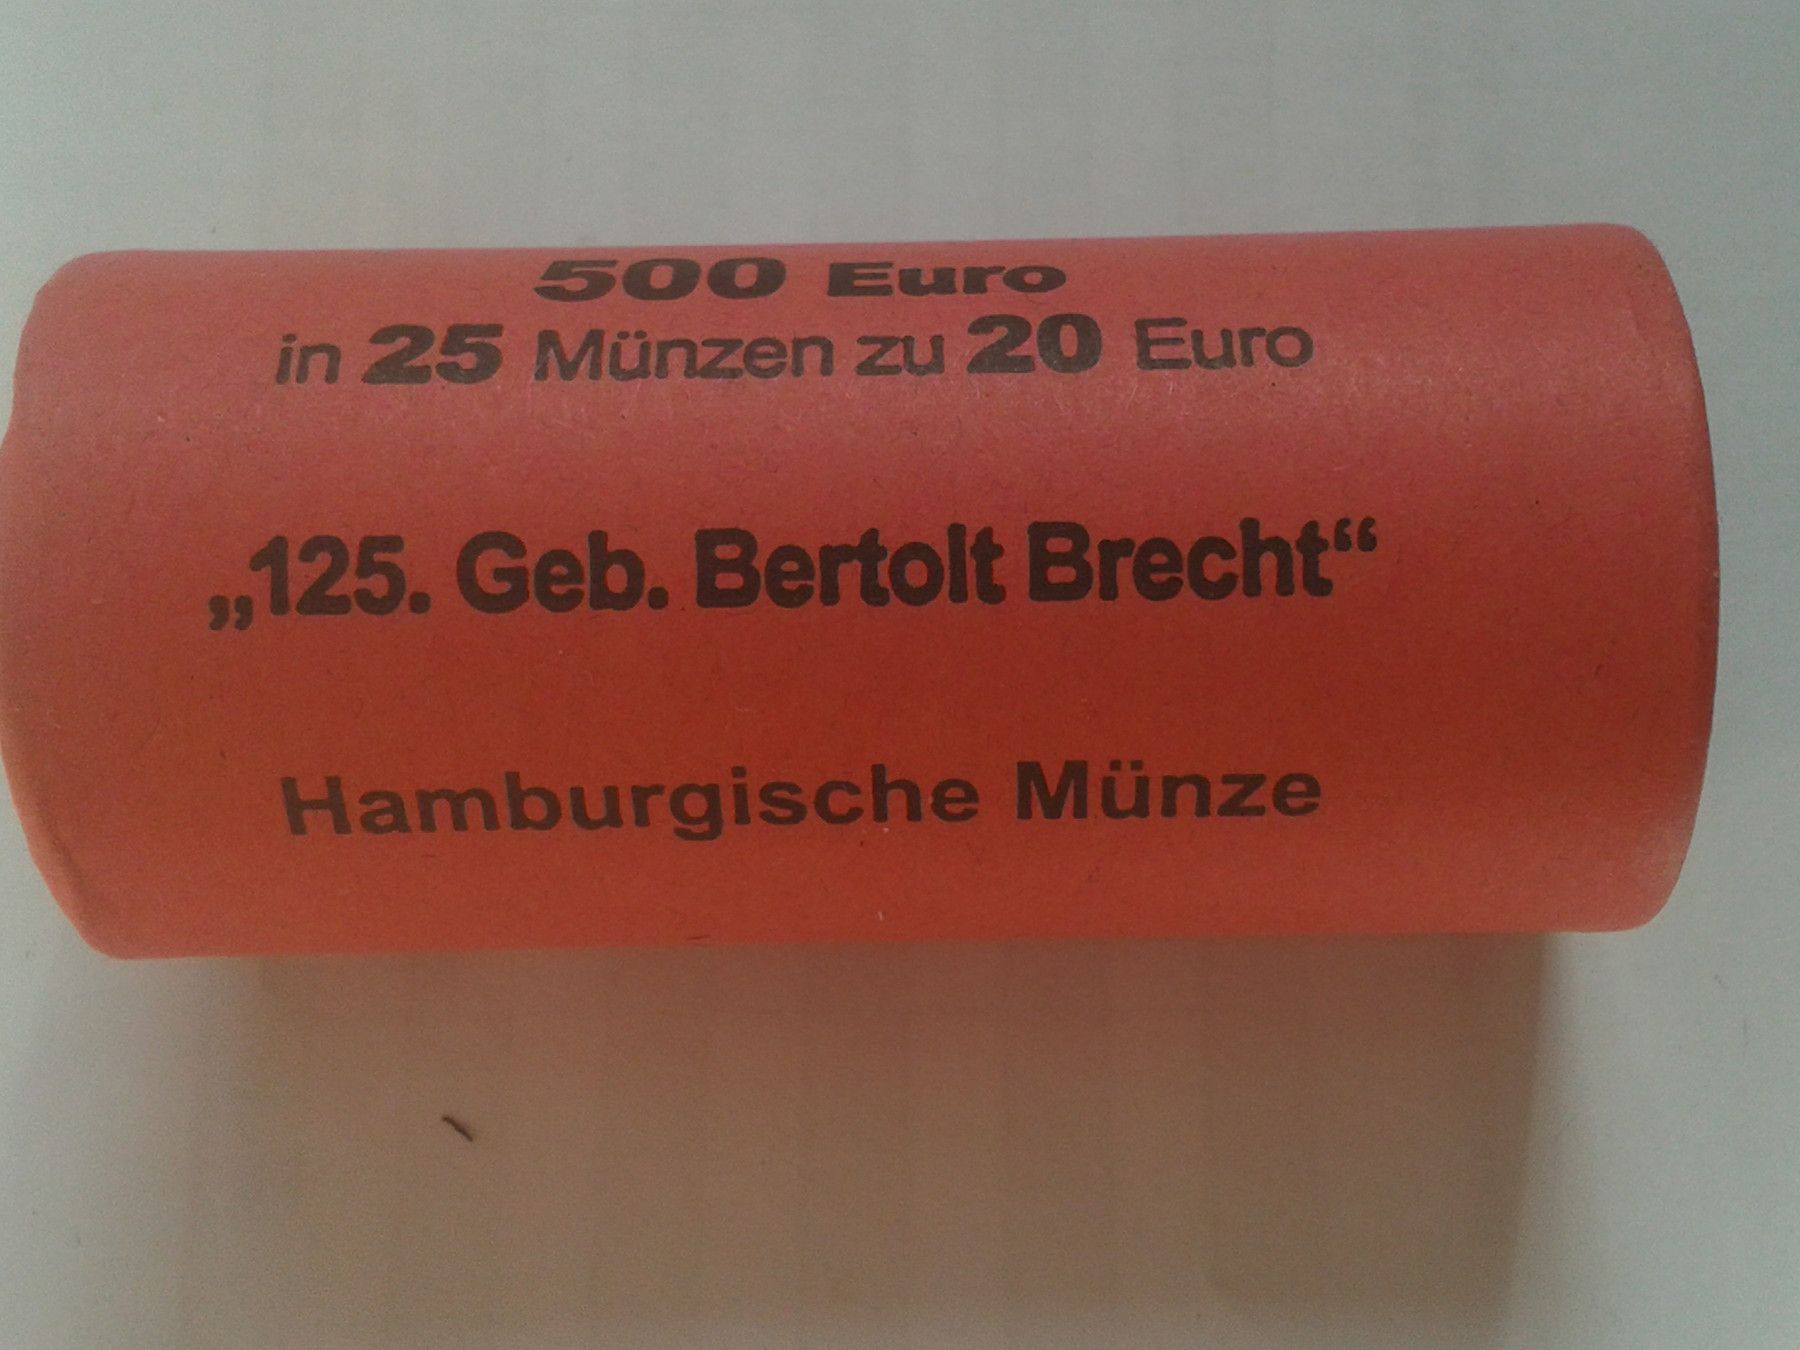 500 Euro
in 25 Münzen zu 20 Euro
„125. Geb. Bertolt Brecht“
Hamburgische Münze